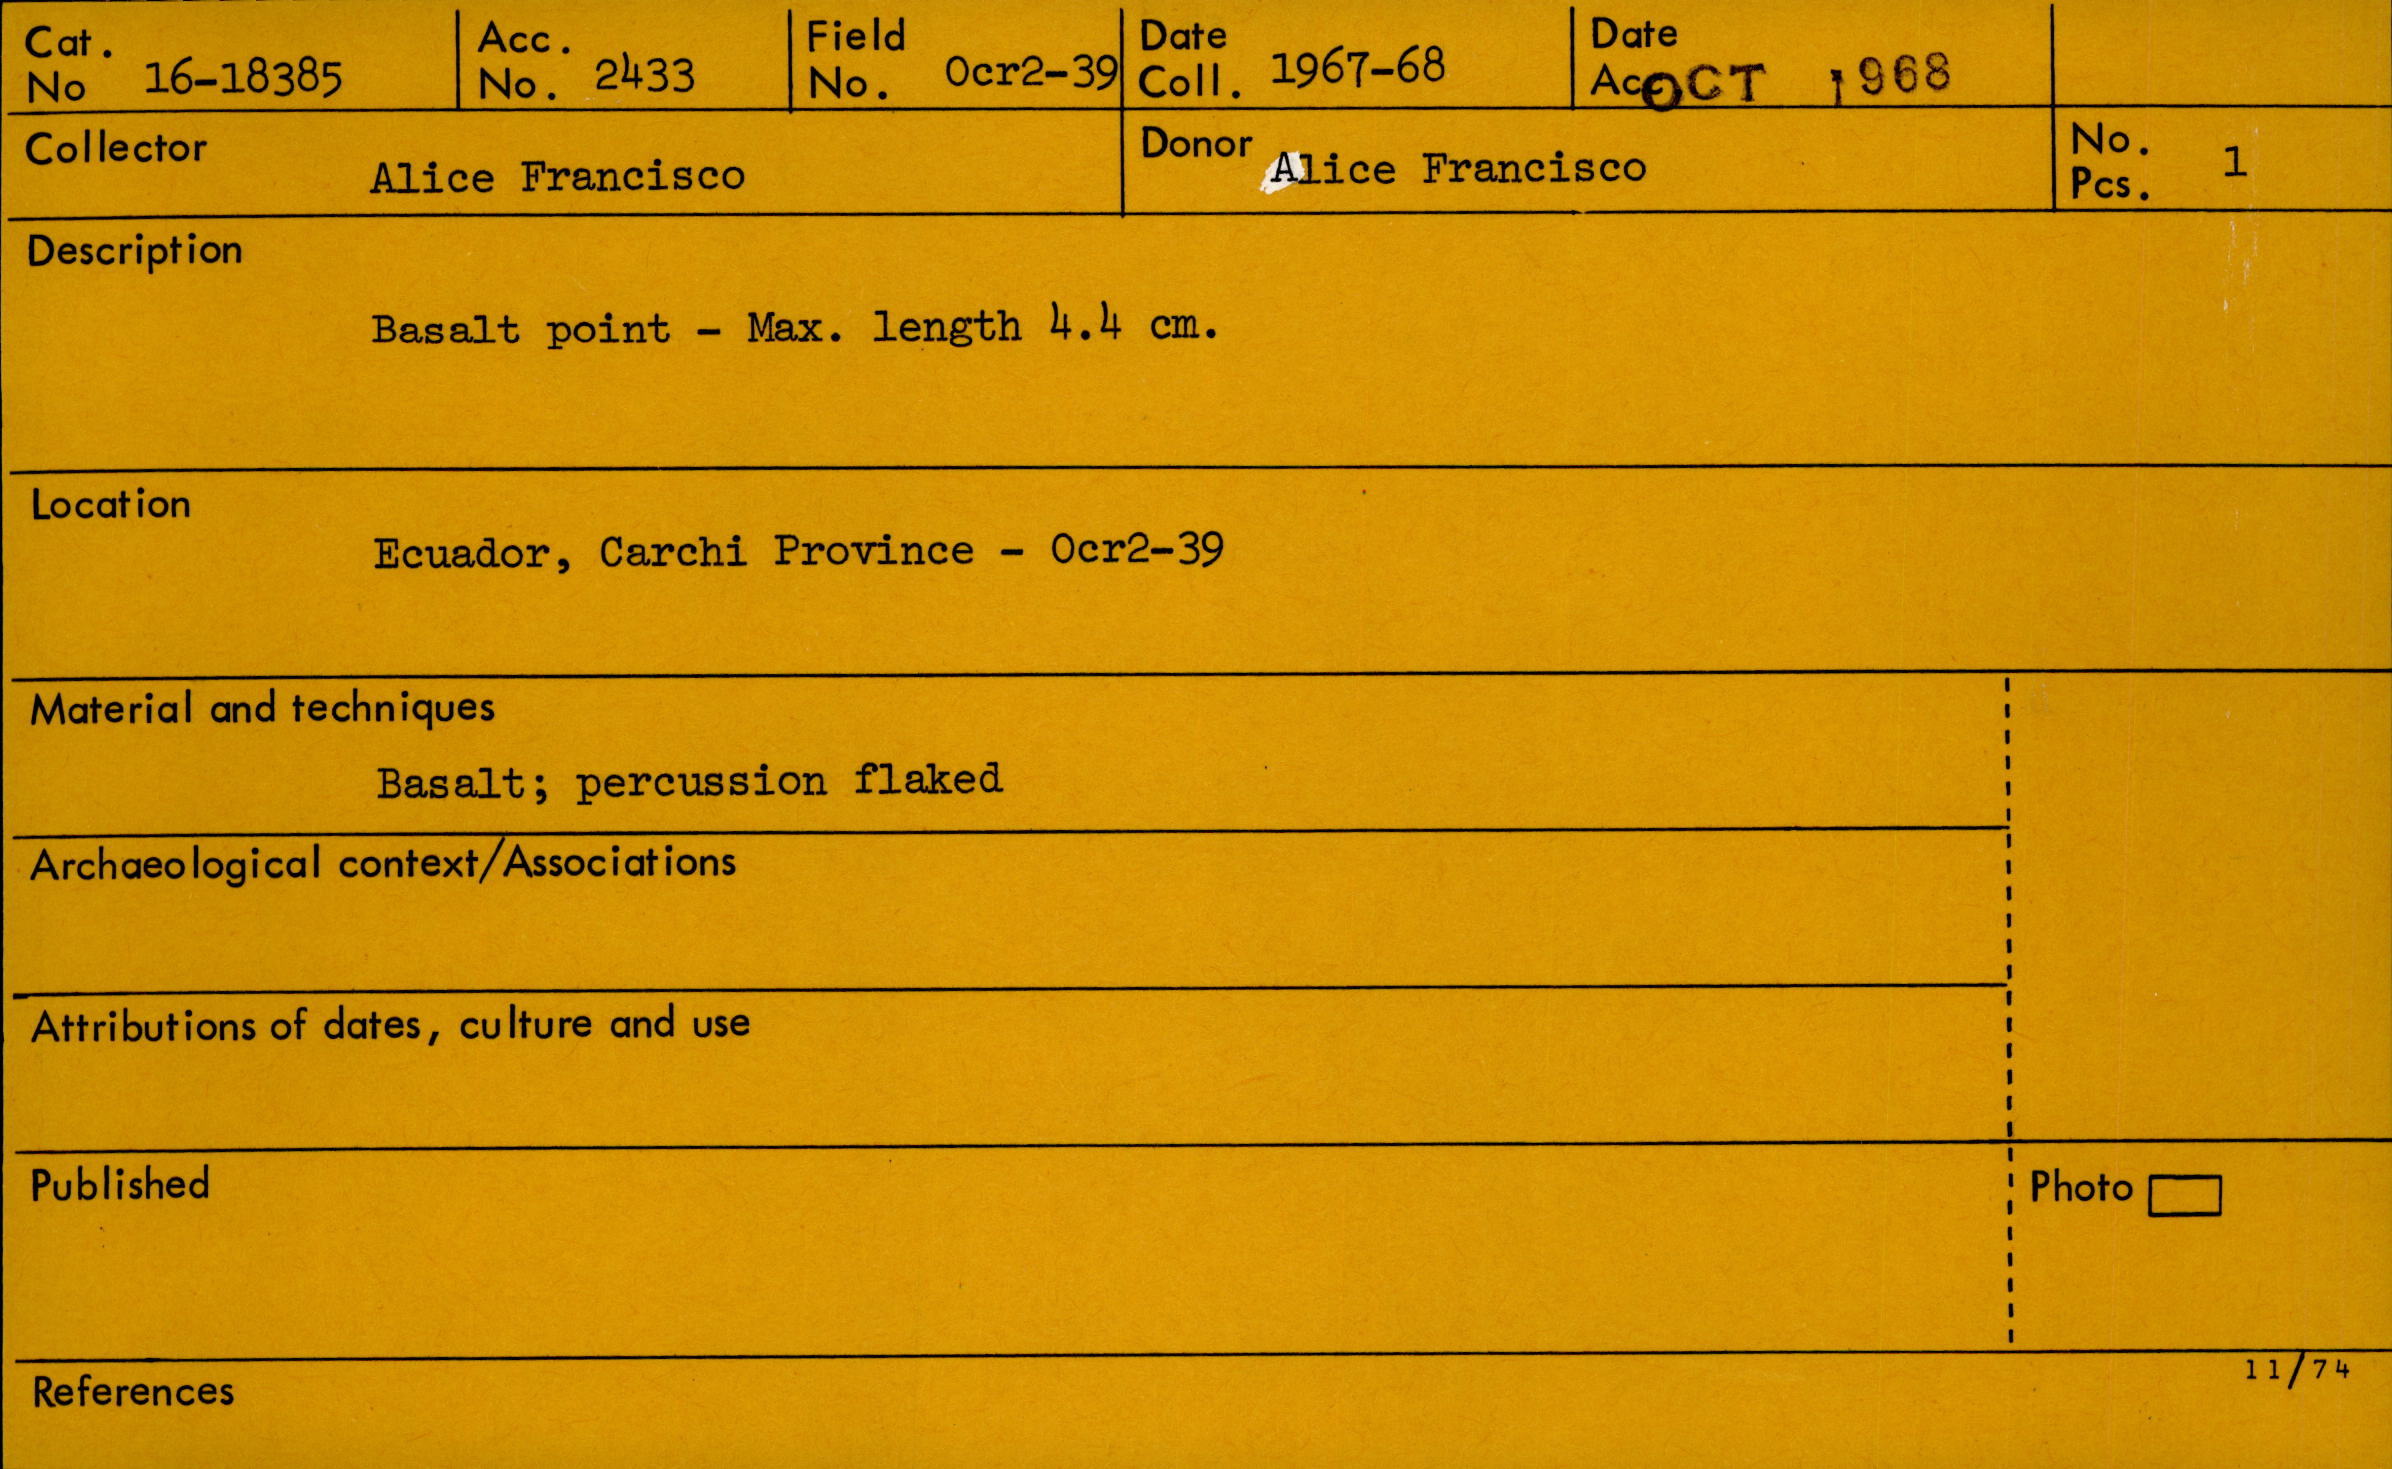 Cat. No 16-18385
Acc. No. 2433
Field No. Ocr2-39
Date Coll. 1967-68
Date Acc OCT 1968
Collector Alice Francisco
Donor Alice Francisco
No. Pcs. 1
Description
Basalt point - Max. length 4.4 cm.
Location
Ecuador, Carchi Province - Ocr2-39
Material and techniques
Basalt; percussion flaked
Archaeological context/Associations
Attributions of dates, culture and use
Published
Photo
11/74
References